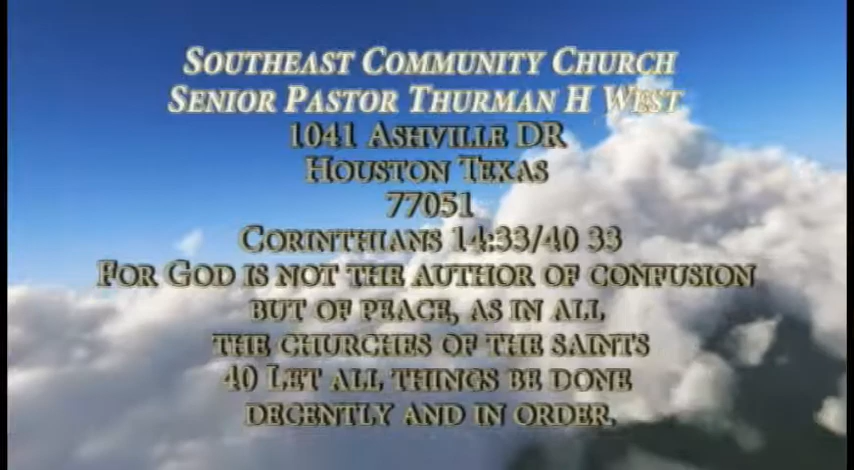 Southeast Community Church
Senior Pastor Thurman H West
1041 Ashville DR
Houston Texas
77051
Corinthians 14:33/40 33
For God is not the author of confusion
but of peace, as in all
the churches of the saints
40 Let all things be done
decently and in order.